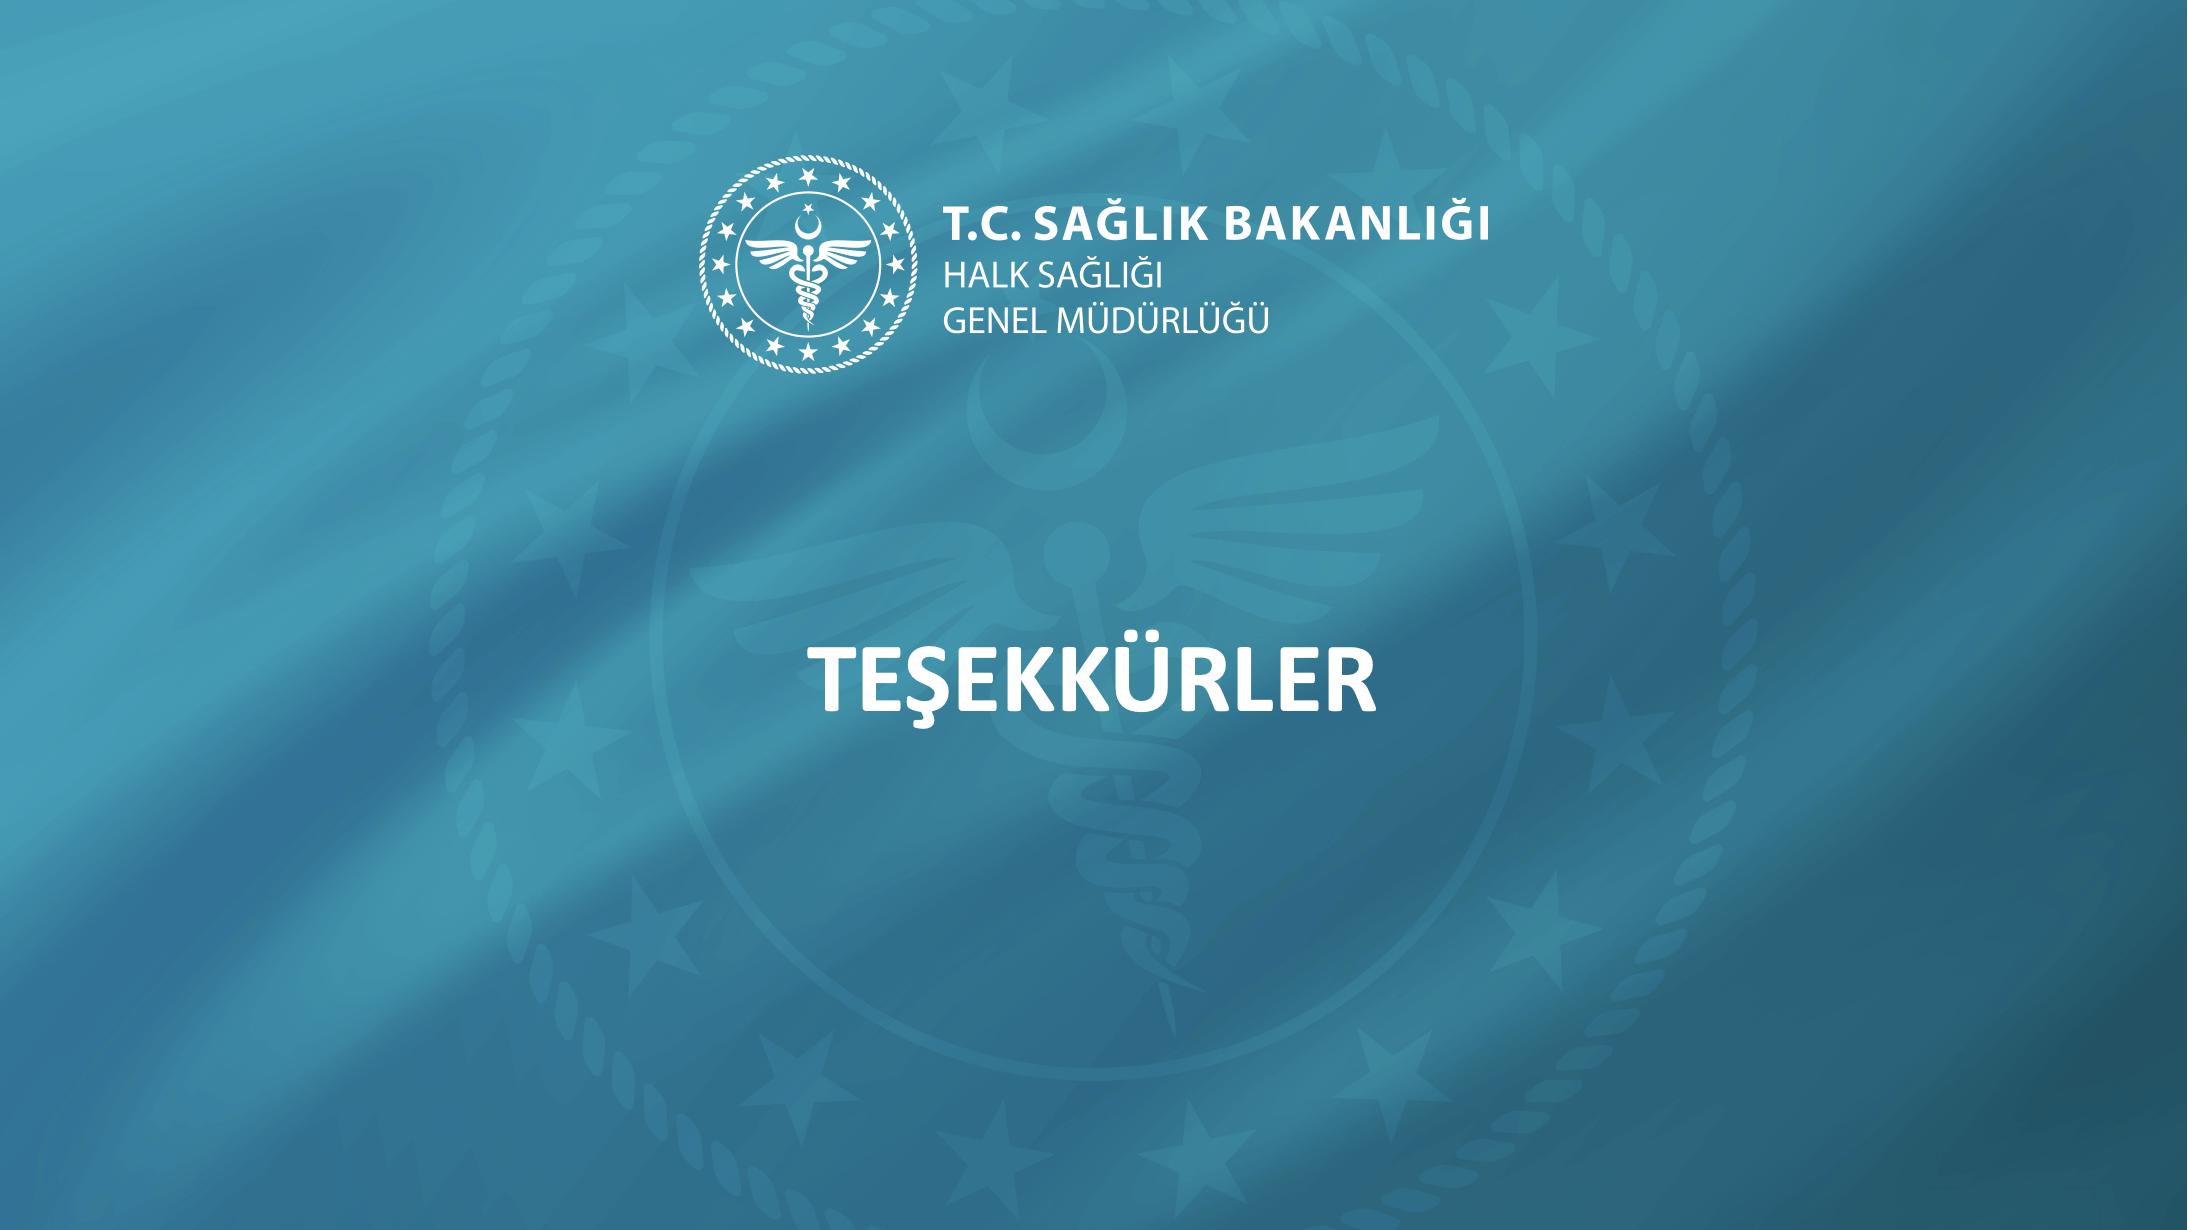 T.C. SAĞLIK BAKANLIĞI
HALK SAĞLIĞI
GENEL MÜDÜRLÜĞÜ
TEŞEKKÜRLER